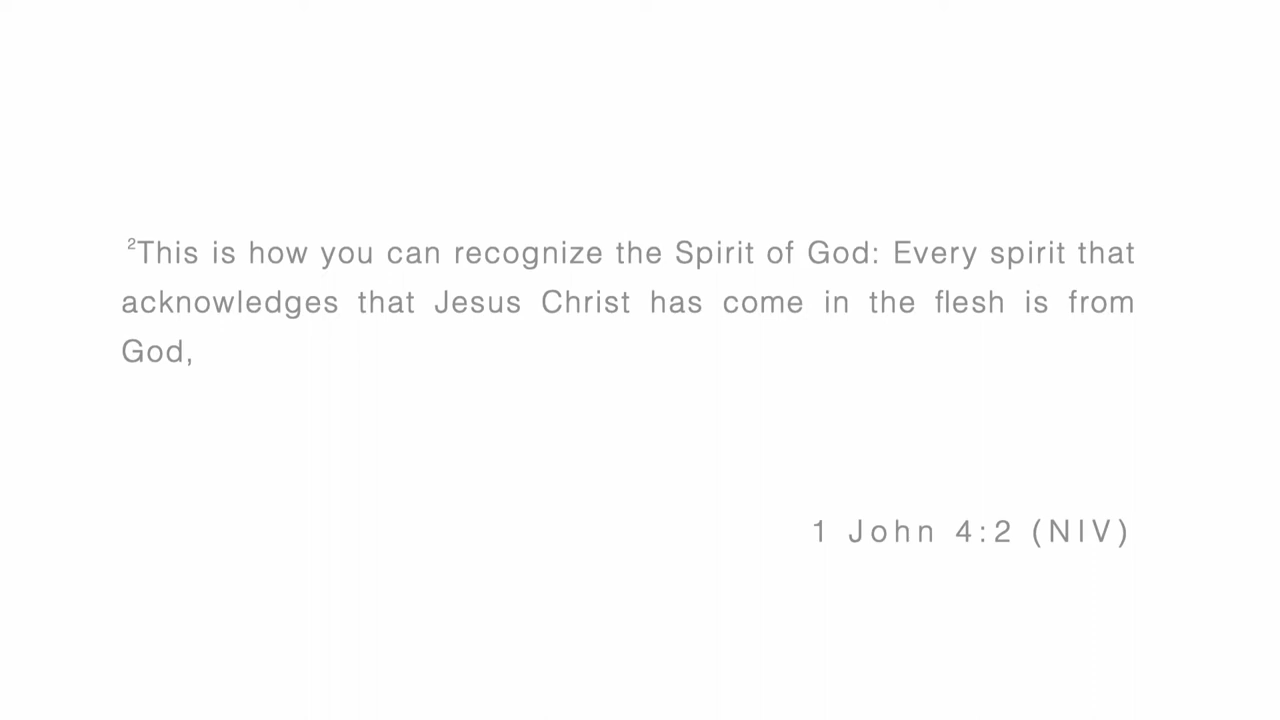 ²This is how you can recognize the Spirit of God: Every spirit that
acknowledges that Jesus Christ has come in the flesh is from
God,
1 John 4:2 (NIV)